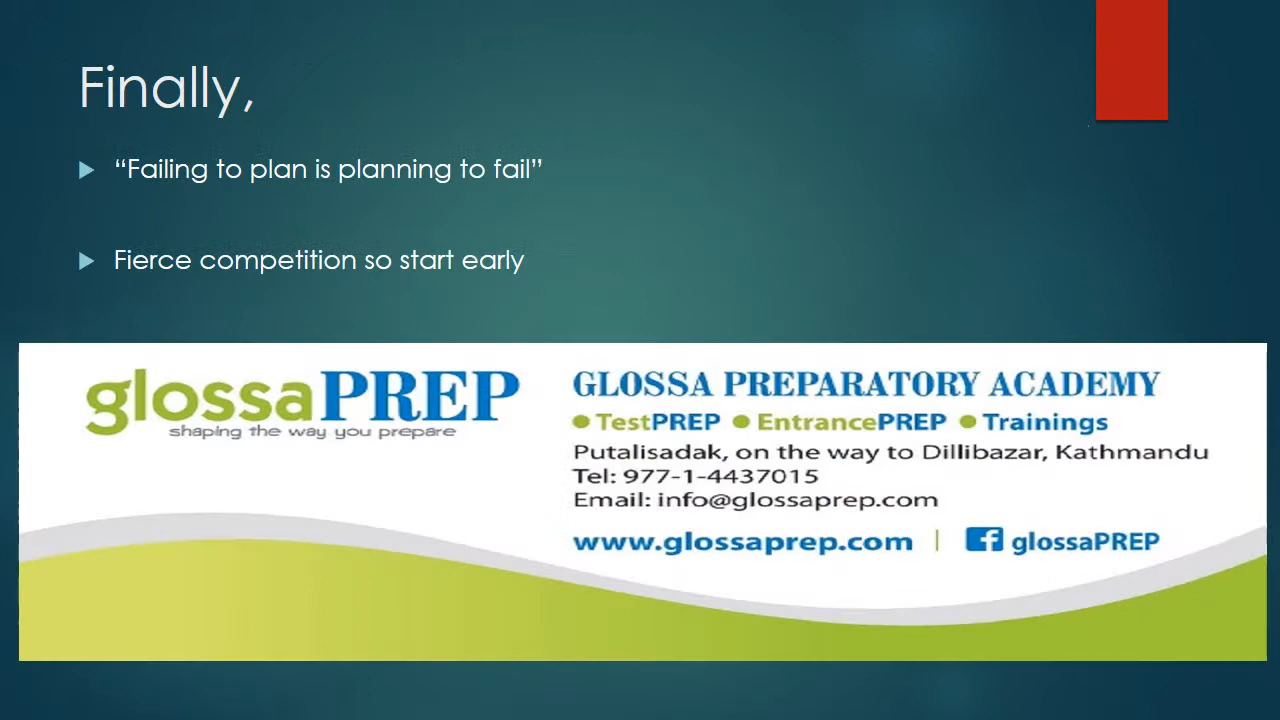 Finally,
“Failing to plan is planning to fail”
Fierce competition so start early
glossaPREP
shaping the way you prepare
GLOSSA PREPARATORY ACADEMY
● TestPREP ● EntrancePREP ● Trainings
Putalisadak, on the way to Dillibazar, Kathmandu
Tel: 977-1-4437015
Email: info@glossaprep.com
www.glossaprep.com | f glossaPREP